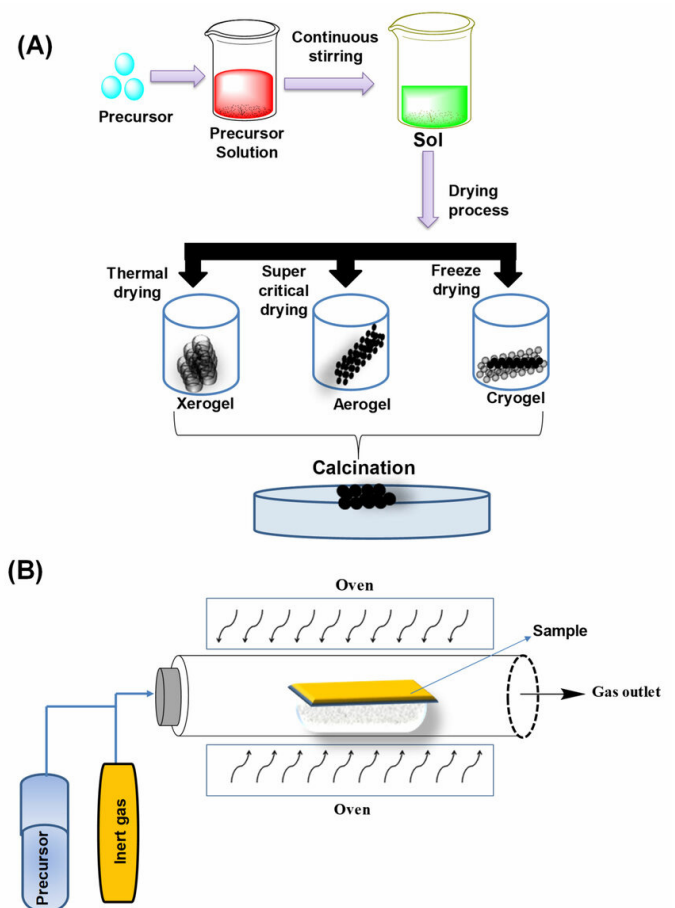 (A)
Precursor
Precursor
Solution
Continuous
stirring
Sol
Drying
process
Thermal
drying
Super
critical
drying
Freeze
drying
Xerogel
Aerogel
Cryogel
Calcination
(B)
Oven
Sample
Gas outlet
Oven
Precursor
Inert gas